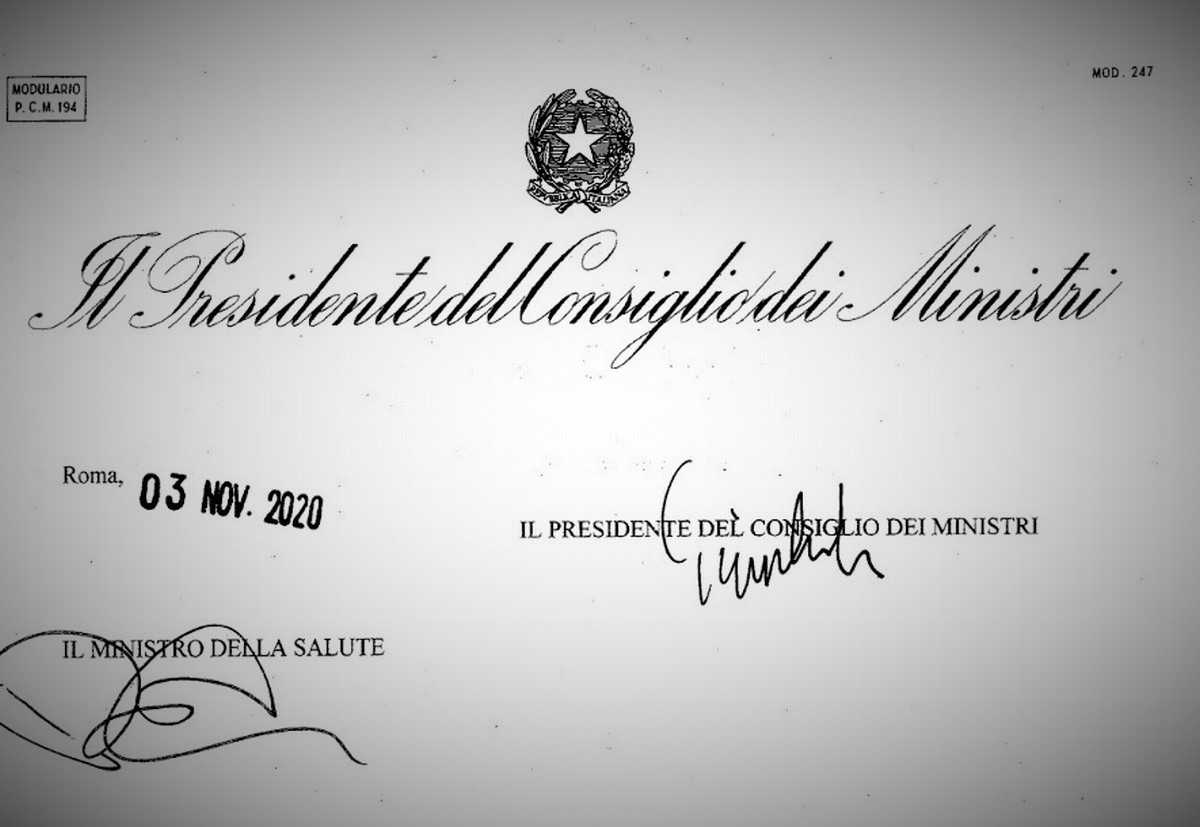 MODULARIO
P. C. M. 194
MOD. 247
REPVBBLICA ITALIANA
Il Presidente del Consiglio dei Ministri
Roma, 03 NOV. 2020
IL PRESIDENTE DEL CONSIGLIO DEI MINISTRI
IL MINISTRO DELLA SALUTE